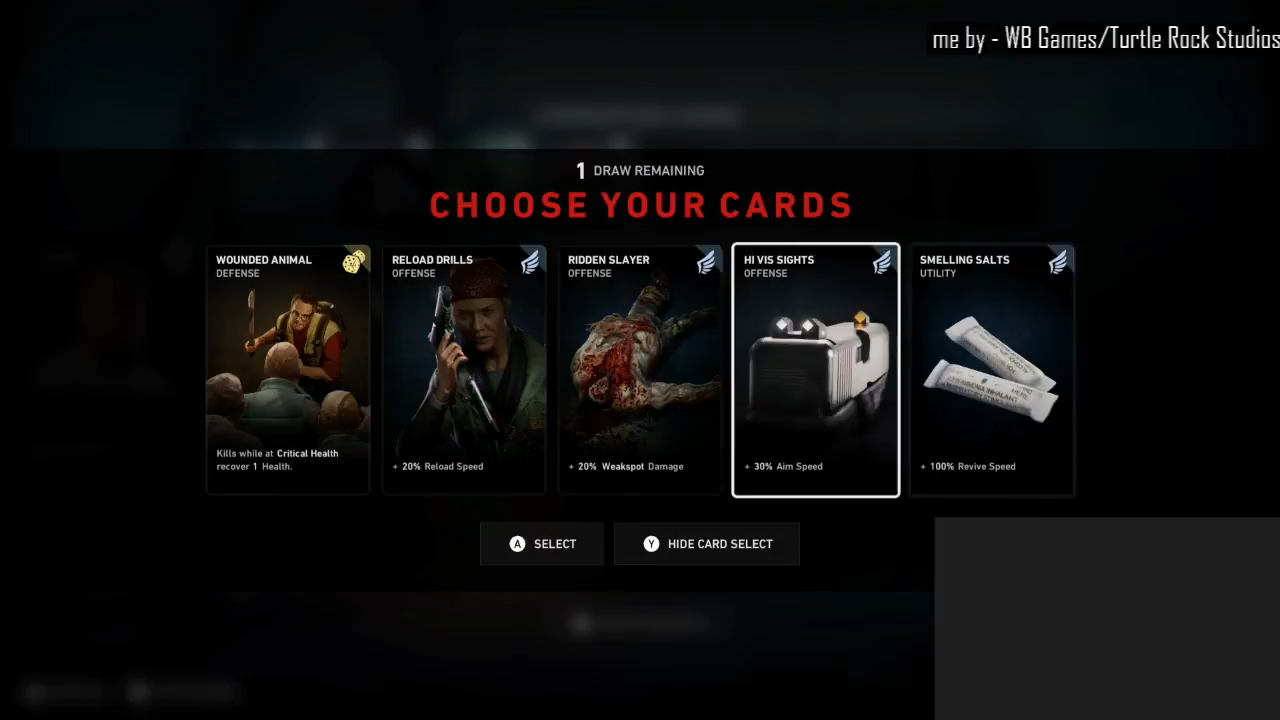 me by - WB Games/Turtle Rock Studios
1 DRAW REMAINING
CHOOSE YOUR CARDS
WOUNDED ANIMAL
DEFENSE
Kills while at Critical Health
recover 1 Health.
RELOAD DRILLS
OFFENSE
+ 20% Reload Speed
RIDDEN SLAYER
OFFENSE
+ 20% Weakspot Damage
HI VIS SIGHTS
OFFENSE
+ 30% Aim Speed
SMELLING SALTS
UTILITY
+ 100% Revive Speed
A SELECT
Y HIDE CARD SELECT